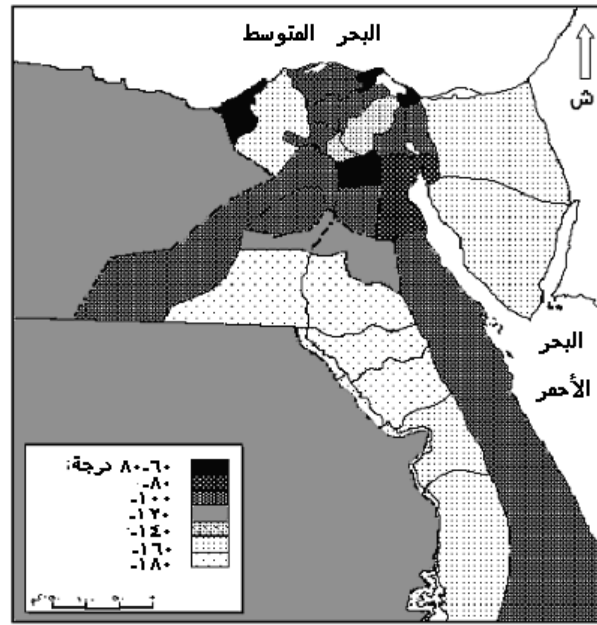 البحر المتوسط
ش
البحر
الأحمر
٦٠-٨٠ درجة
٨٠-
١٠٠-
١٢٠-
١٤٠-
١٦٠-
١٨٠-